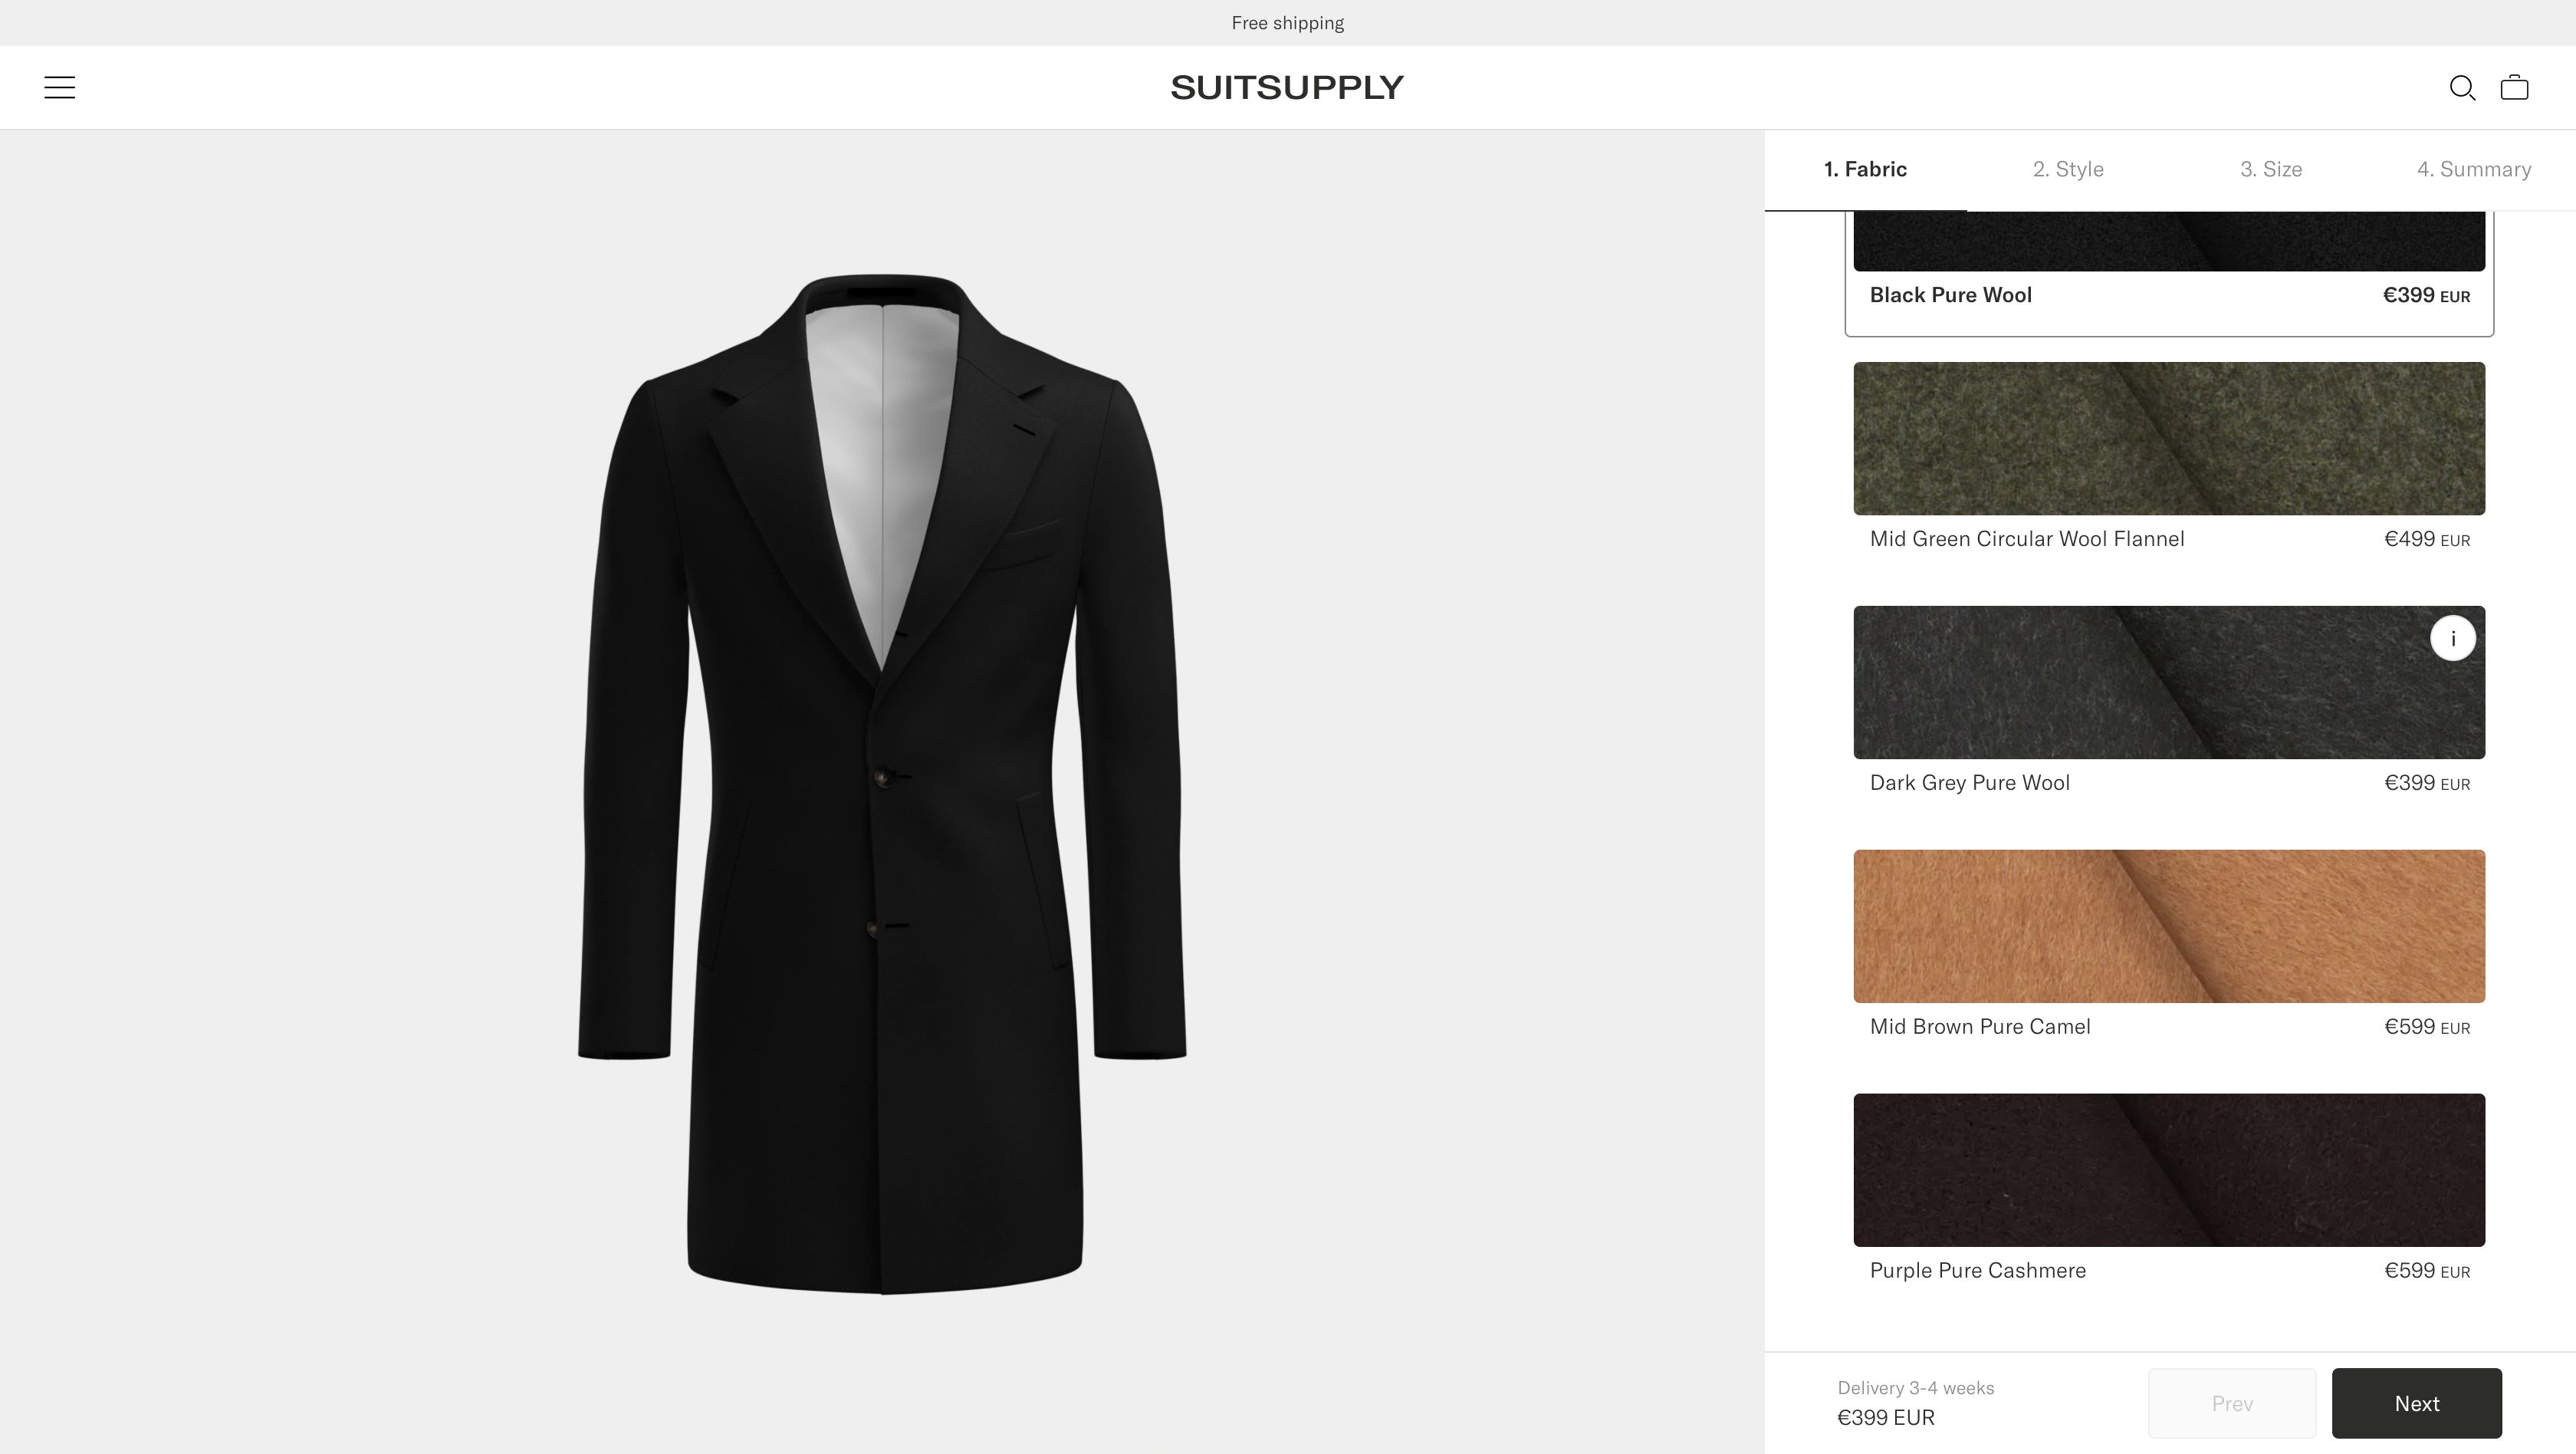 Free shipping
SUITSUPPLY
1. Fabric 2. Style 3. Size 4. Summary
Black Pure Wool €399 EUR
Mid Green Circular Wool Flannel €499 EUR
i
Dark Grey Pure Wool €399 EUR
Mid Brown Pure Camel €599 EUR
Purple Pure Cashmere €599 EUR
Delivery 3-4 weeks
€399 EUR
Prev
Next